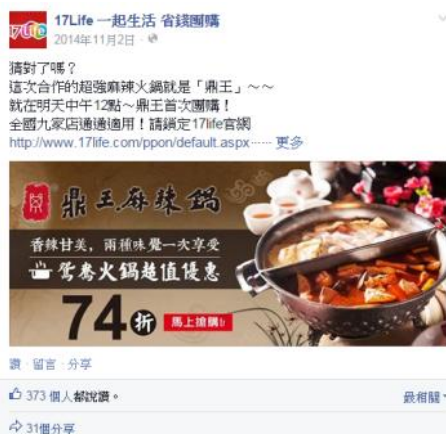 17Life
17Life 一起生活 省錢團購
2014年11月2日
猜對了嗎？
這次合作的超強麻辣火鍋就是「鼎王」～～
就在明天中午12點～鼎王首次團購！
全國九家店通通適用！請鎖定17life官網
http://www.17life.com/ppon/default.aspx⋯⋯ 更多
鼎王麻辣鍋
香辣甘美，兩種味覺一次享受
鴛鴦火鍋超值優惠
74折 馬上搶購!
讚 · 留言 · 分享
373 個人都說讚。 最相關
31個分享